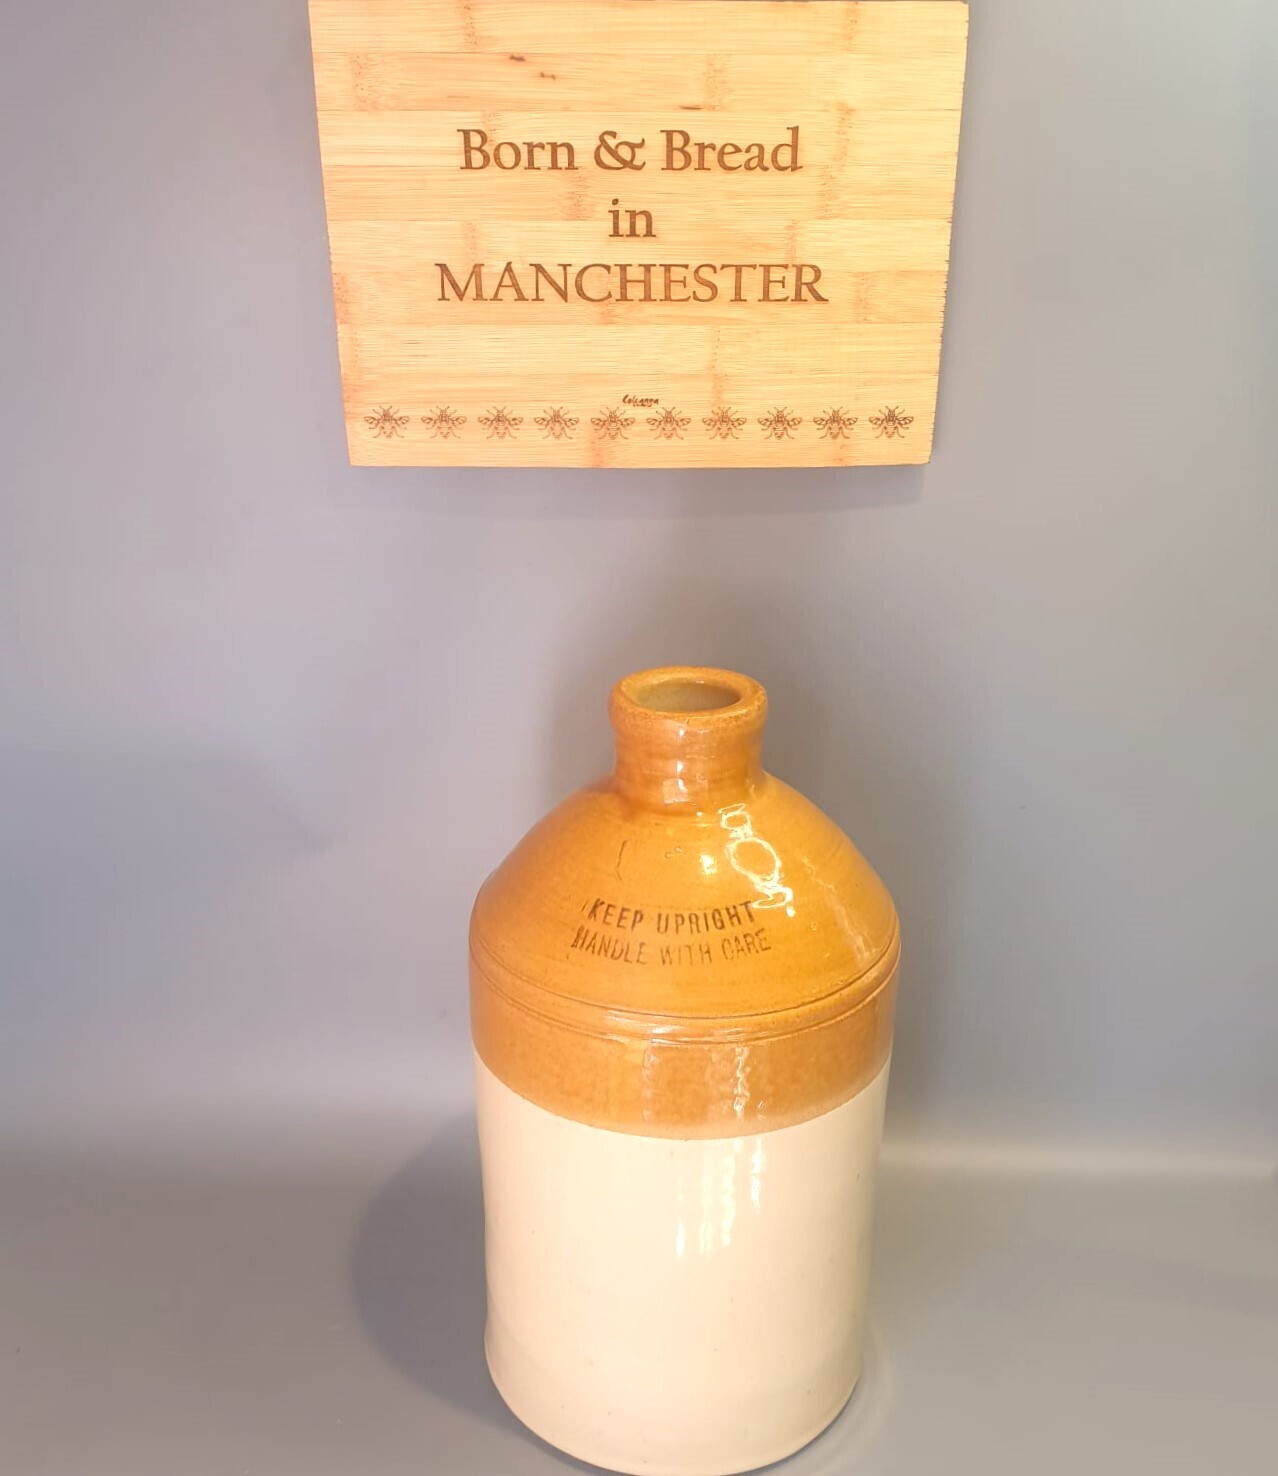 Born & Bread
in
MANCHESTER
KEEP UPRIGHT
HANDLE WITH CARE